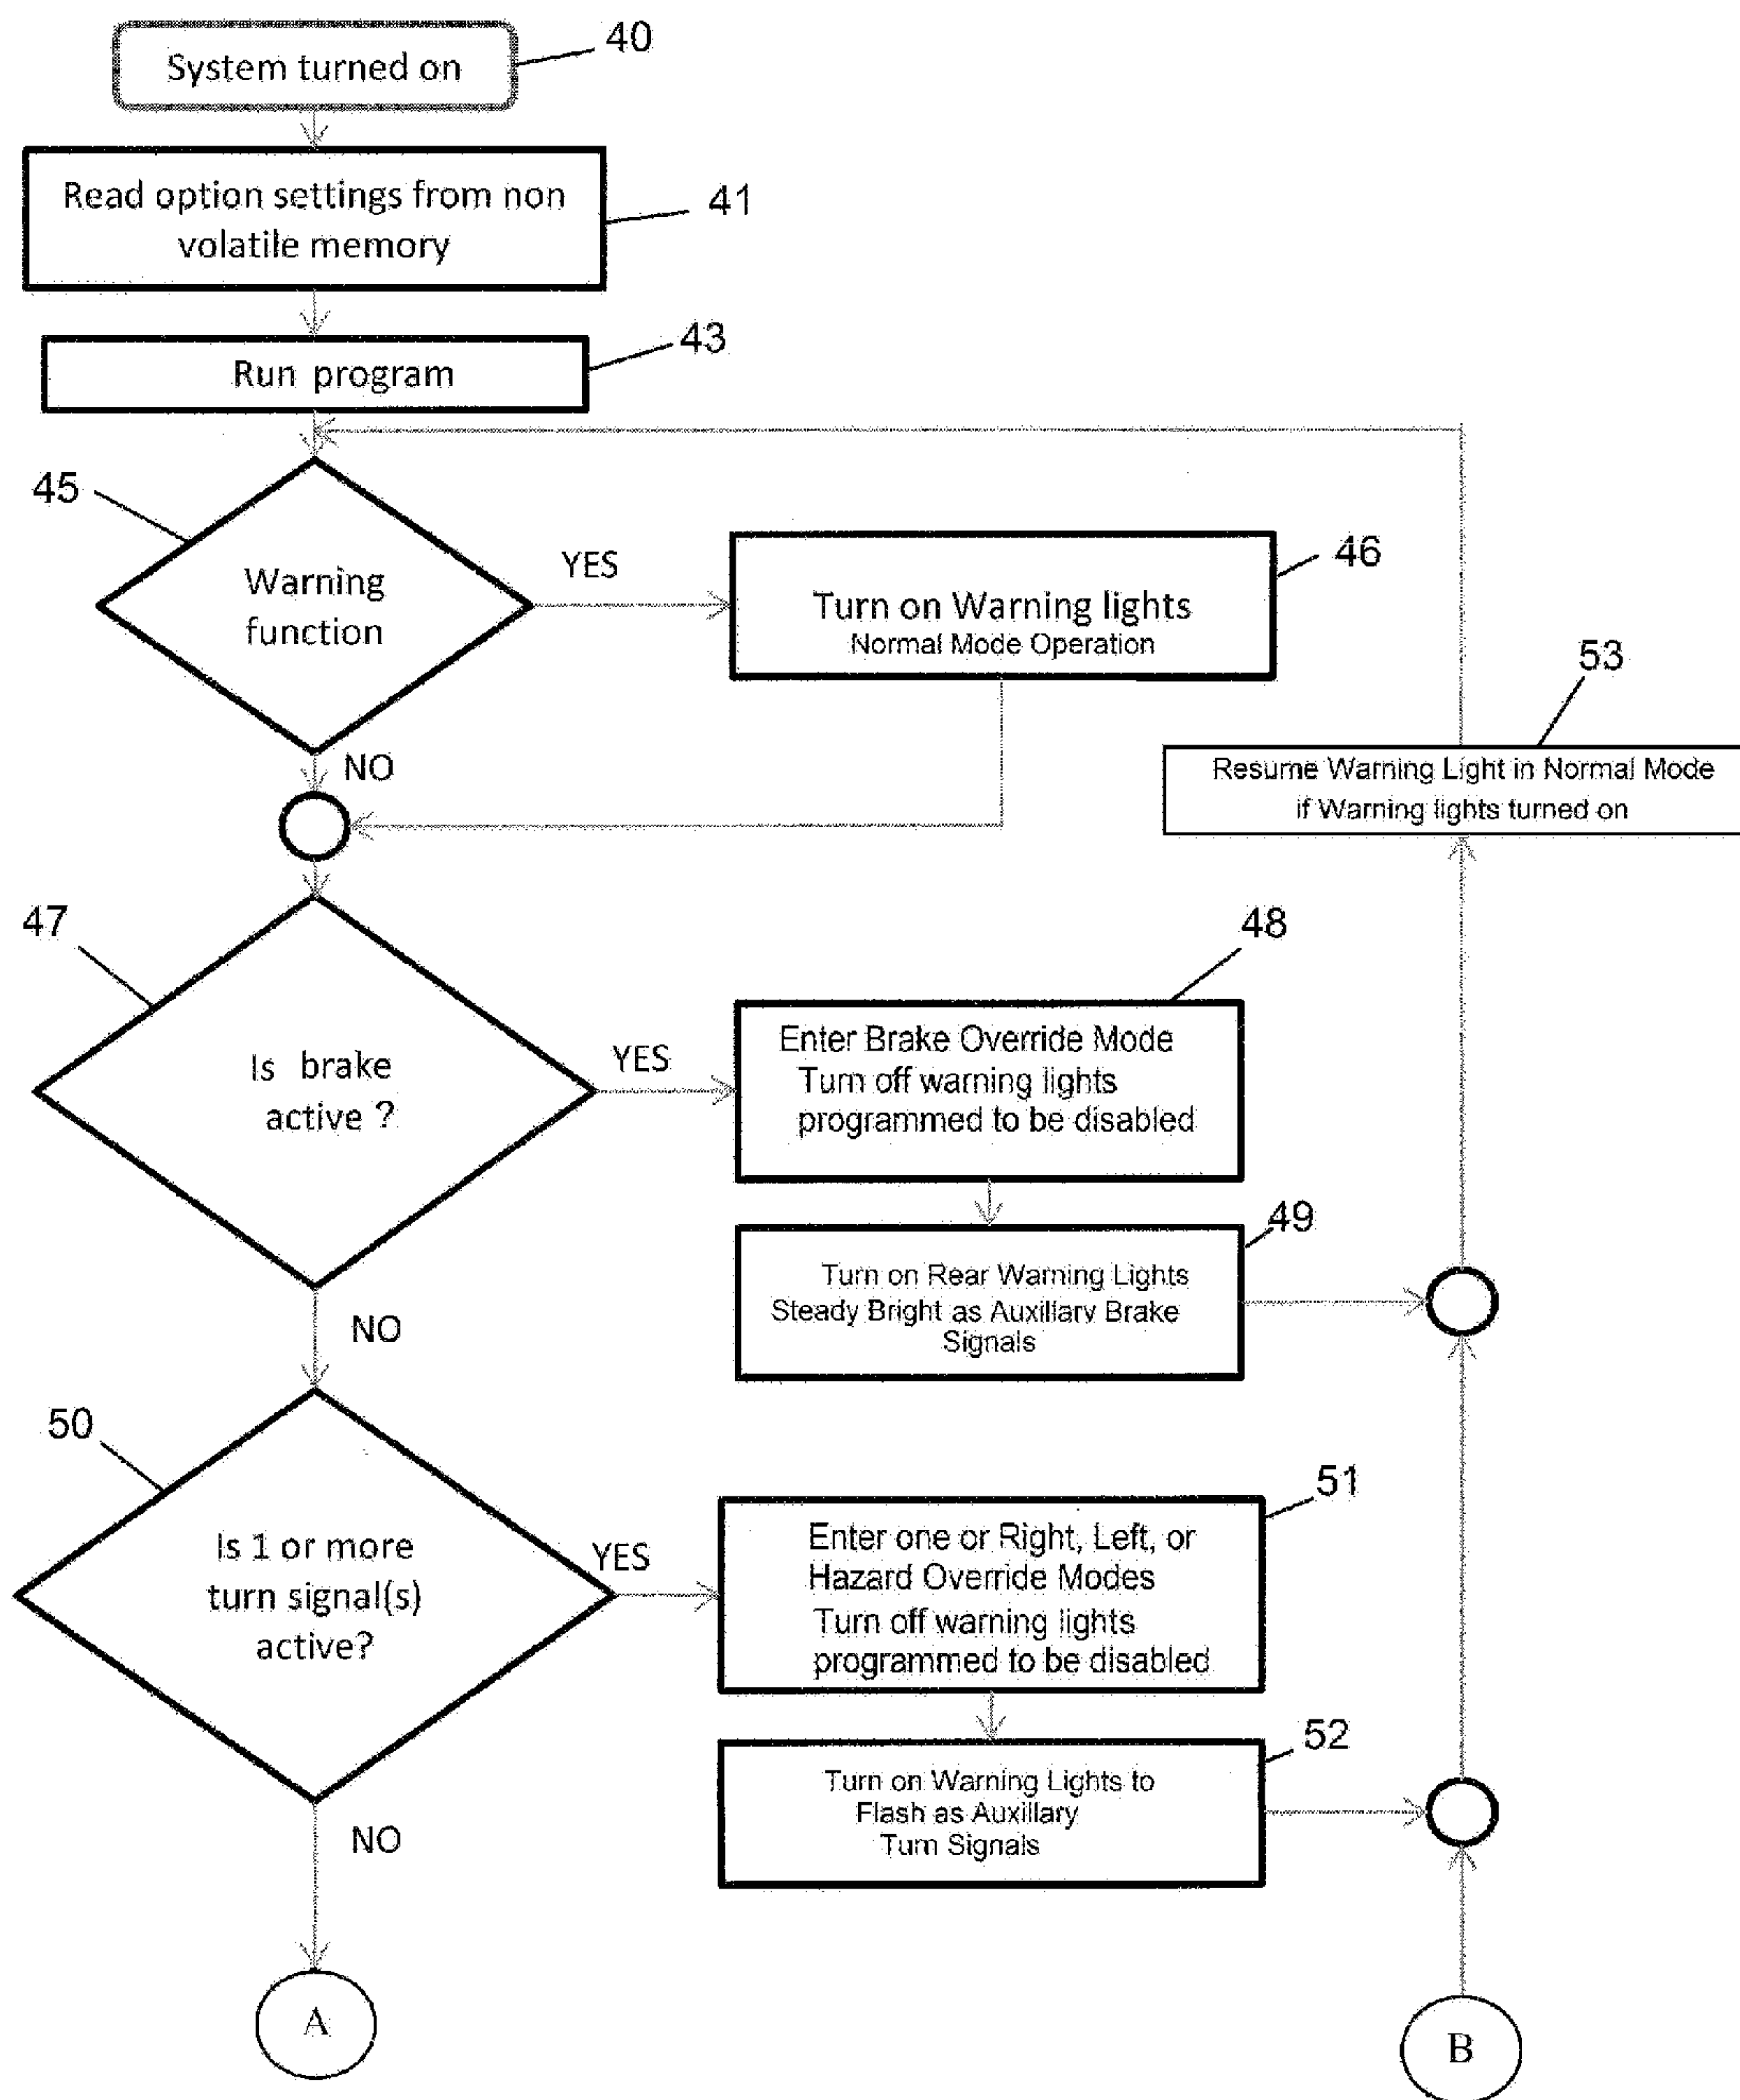 40
System turned on
Read option settings from non
volatile memory
41
43
Run program
45
Warning
function
YES
46
Turn on Warning lights
Normal Mode Operation
NO
53
Resume Warning Light in Normal Mode
if Warning lights turned on
47
Is brake
active ?
YES
48
Enter Brake Override Mode
Turn off warning lights
programmed to be disabled
49
Turn on Rear Warning Lights
Steady Bright as Auxillary Brake
Signals
NO
50
Is 1 or more
turn signal(s)
active?
YES
51
Enter one or Right, Left, or
Hazard Override Modes
Turn off warning lights
programmed to be disabled
52
Turn on Warning Lights to
Flash as Auxillary
Turn Signals
NO
A
B